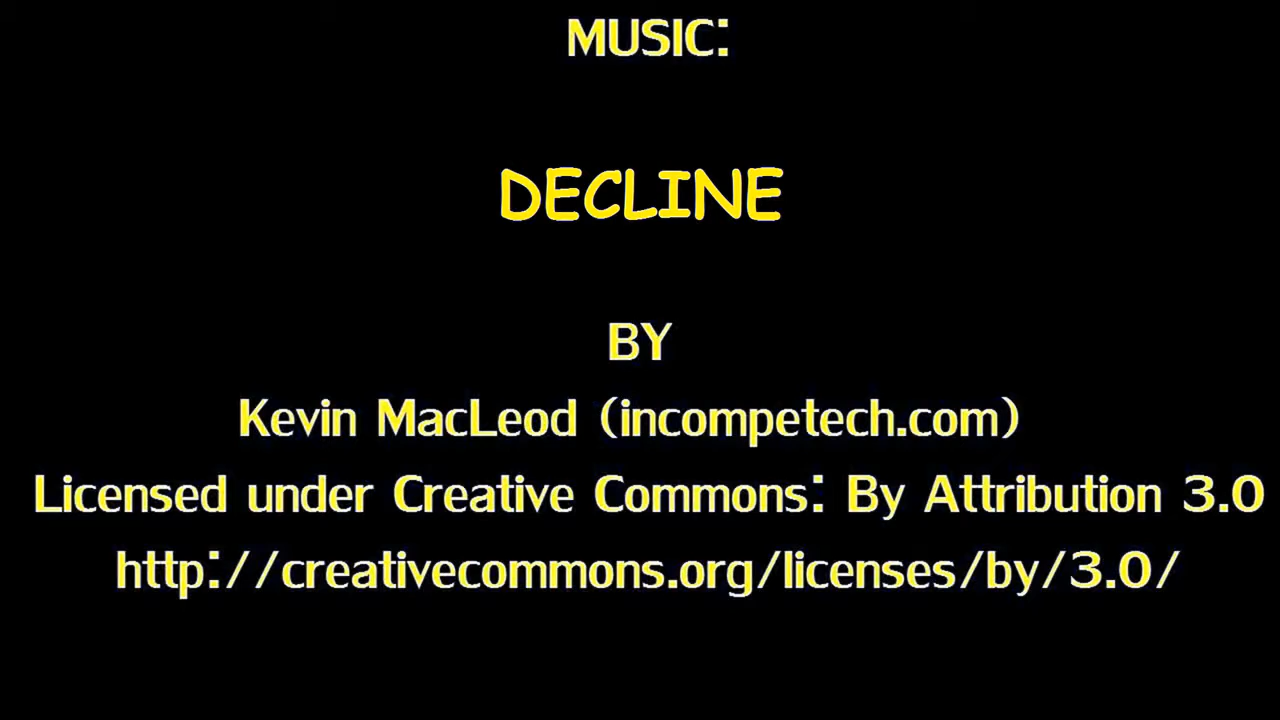 MUSIC:
DECLINE
BY
Kevin MacLeod (incompetech.com)
Licensed under Creative Commons: By Attribution 3.0
http://creativecommons.org/licenses/by/3.0/